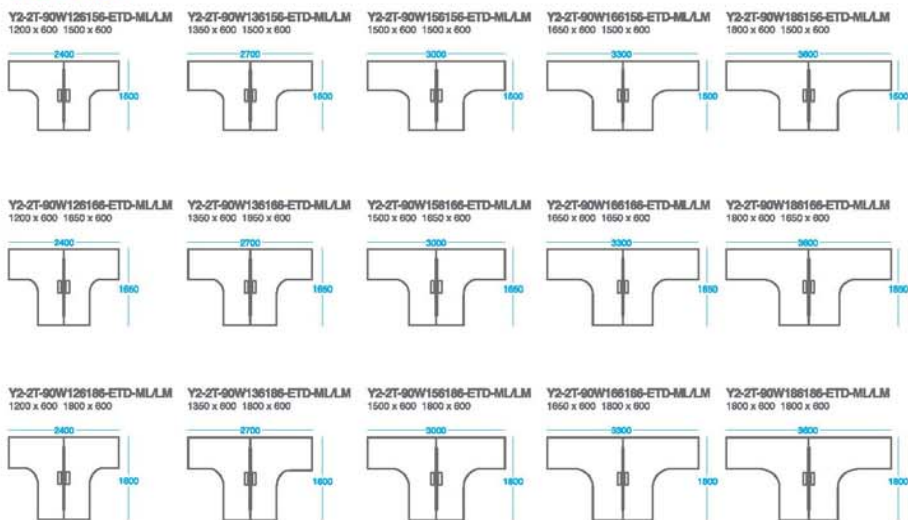 Y2-2T-90W126156-ETD-ML/LM
1200 x 600 1500 x 600
2400
1500
Y2-2T-90W136156-ETD-ML/LM
1350 x 600 1500 x 600
2700
1500
Y2-2T-90W156156-ETD-ML/LM
1500 x 600 1500 x 600
3000
1500
Y2-2T-90W166156-ETD-ML/LM
1650 x 600 1500 x 600
3300
1500
Y2-2T-90W186156-ETD-ML/LM
1800 x 600 1500 x 600
3600
1500
Y2-2T-90W126166-ETD-ML/LM
1200 x 600 1650 x 600
2400
1650
Y2-2T-90W136166-ETD-ML/LM
1350 x 600 1650 x 600
2700
1650
Y2-2T-90W156166-ETD-ML/LM
1500 x 600 1650 x 600
3000
1650
Y2-2T-90W166166-ETD-ML/LM
1650 x 600 1650 x 600
3300
1650
Y2-2T-90W186166-ETD-ML/LM
1800 x 600 1650 x 600
3600
1650
Y2-2T-90W126186-ETD-ML/LM
1200 x 600 1800 x 600
2400
1800
Y2-2T-90W136186-ETD-ML/LM
1350 x 600 1800 x 600
2700
1800
Y2-2T-90W156186-ETD-ML/LM
1500 x 600 1800 x 600
3000
1800
Y2-2T-90W166186-ETD-ML/LM
1650 x 600 1800 x 600
3300
1800
Y2-2T-90W186186-ETD-ML/LM
1800 x 600 1800 x 600
3600
1800